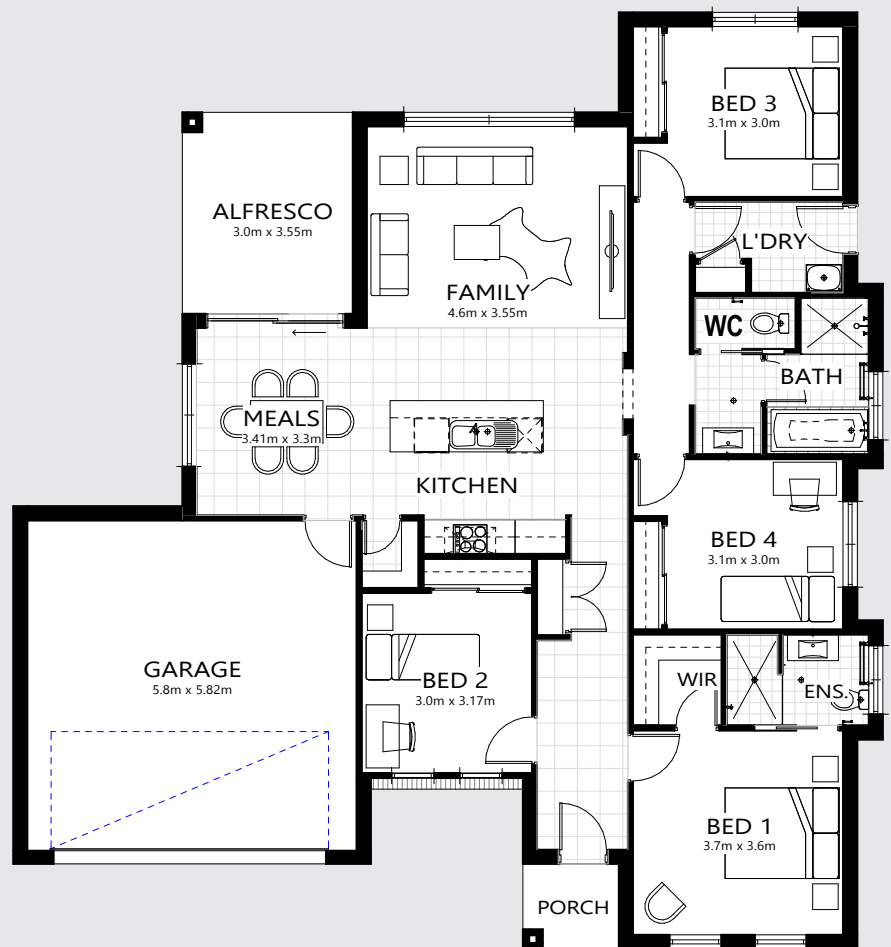 BED 3
3.1m x 3.0m
ALFRESCO
3.0m x 3.55m
L'DRY
FAMILY
4.6m x 3.55m
WC
BATH
MEALS
3.41m x 3.3m
KITCHEN
BED 4
3.1m x 3.0m
GARAGE
5.8m x 5.82m
BED 2
3.0m x 3.17m
WIR
ENS.
BED 1
3.7m x 3.6m
PORCH